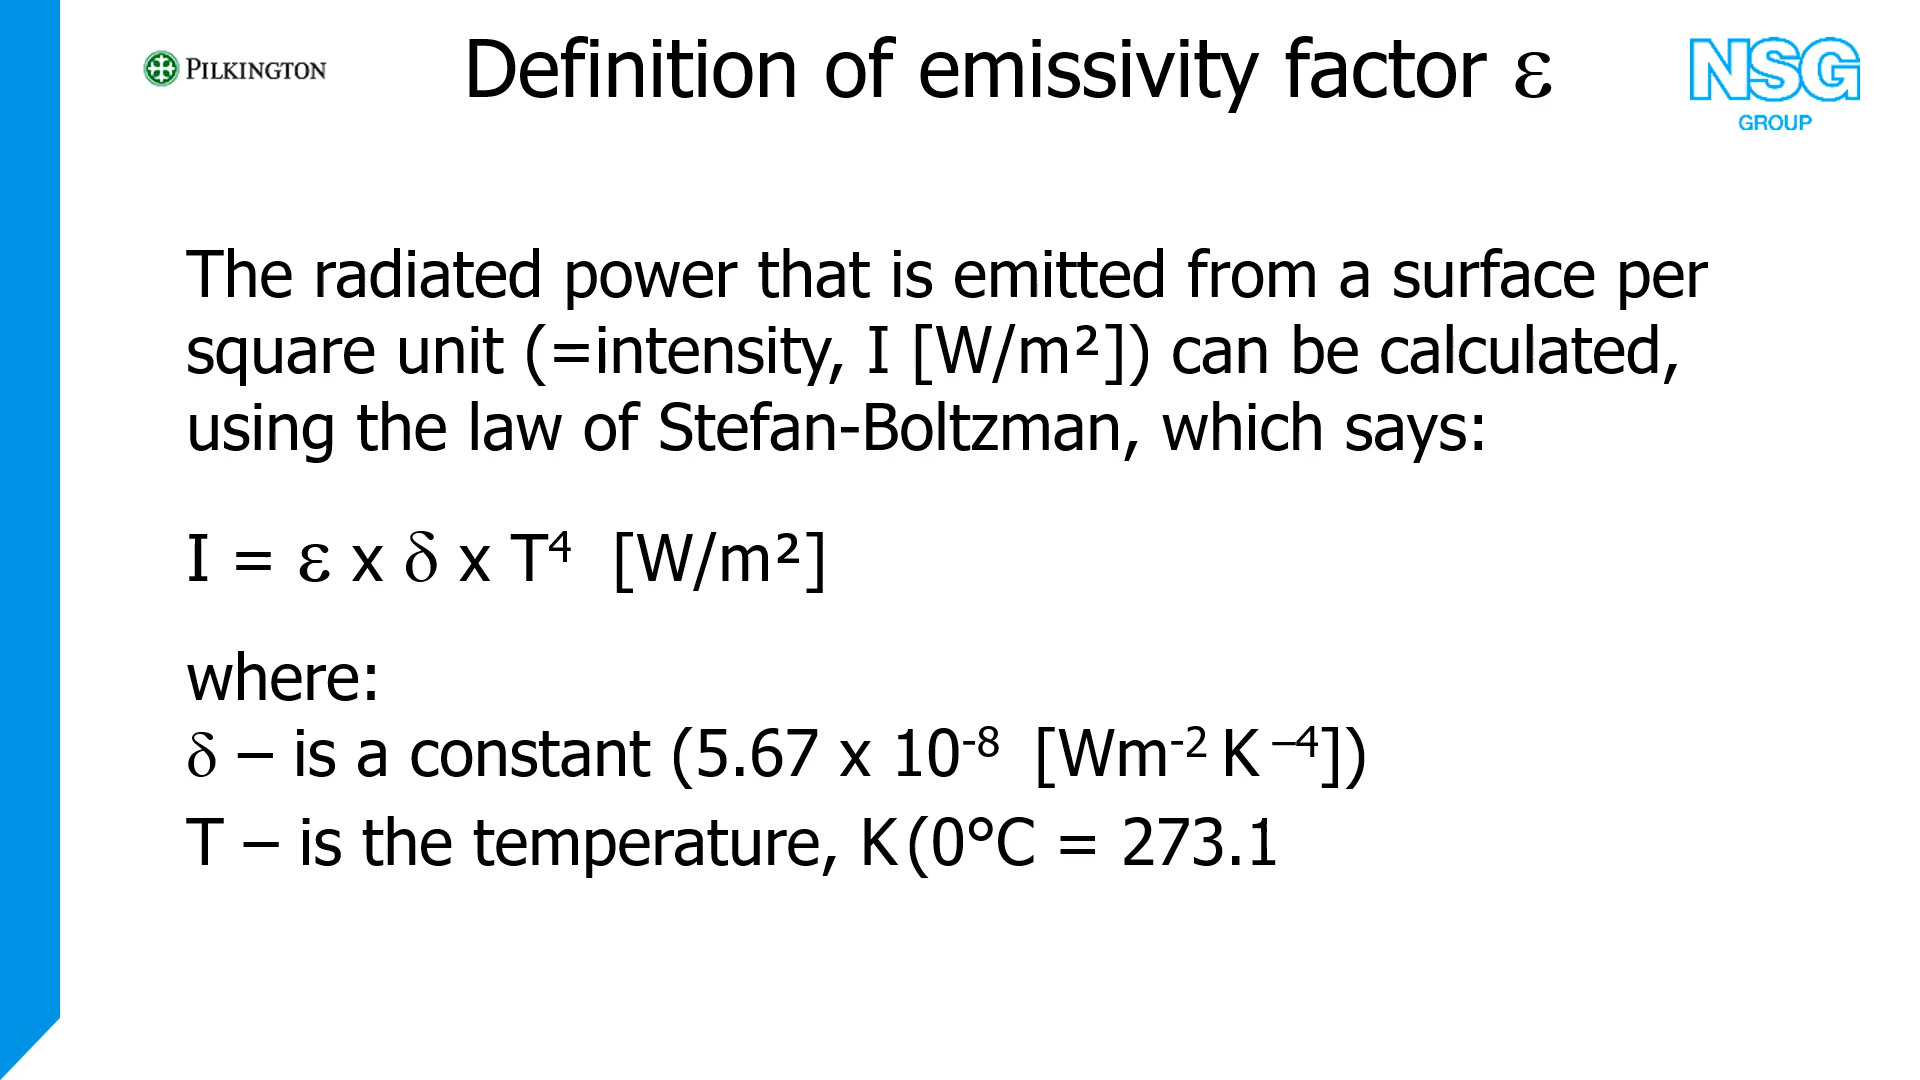 PILKINGTON
Definition of emissivity factor ε
NSG
GROUP
The radiated power that is emitted from a surface per
square unit (=intensity, I [W/m²]) can be calculated,
using the law of Stefan-Boltzman, which says:
I = ε x δ x T⁴ [W/m²]
where:
δ – is a constant (5.67 x 10⁻⁸ [Wm⁻² K ⁻⁴])
T – is the temperature, K (0°C = 273.1